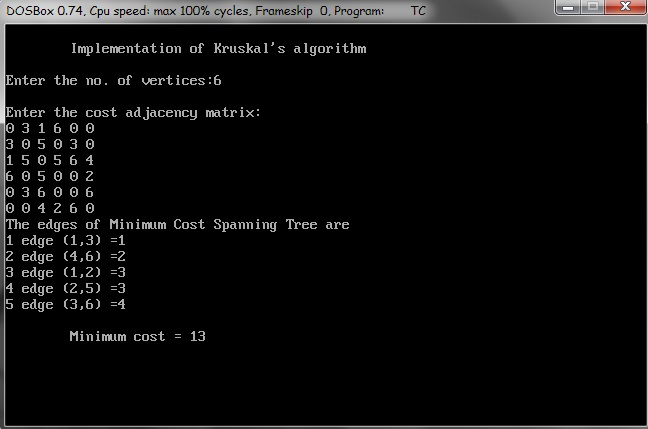 DOSBox 0.74, Cpu speed: max 100% cycles, Frameskip 0, Program: TC
Implementation of Kruskal's algorithm
Enter the no. of vertices:6
Enter the cost adjacency matrix:
0 3 1 6 0 0
3 0 5 0 3 0
1 5 0 5 6 4
6 0 5 0 0 2
0 3 6 0 0 6
0 0 4 2 6 0
The edges of Minimum Cost Spanning Tree are
1 edge (1,3) =1
2 edge (4,6) =2
3 edge (1,2) =3
4 edge (2,5) =3
5 edge (3,6) =4
Minimum cost = 13